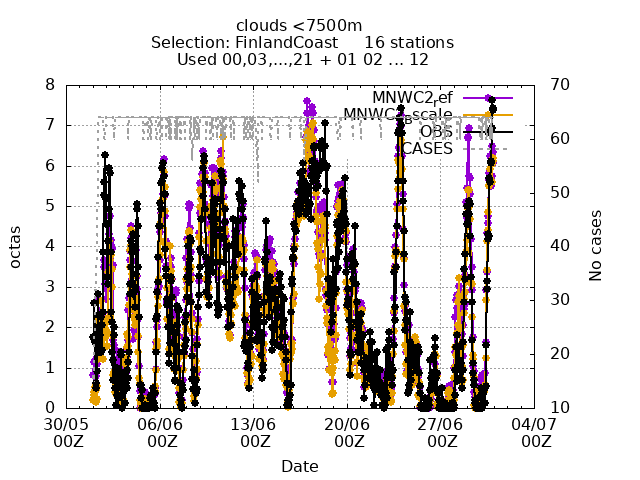 clouds <7500m
Selection: FinlandCoast 16 stations
Used 00,03,...,21 + 01 02 ... 12
MNWC2ref
MNWC2Bscale
OBS
CASES
octas
No cases
8
7
6
5
4
3
2
1
0
70
60
50
40
30
20
10
30/05 06/06 13/06 20/06 27/06 04/07
00Z 00Z 00Z 00Z 00Z 00Z
Date